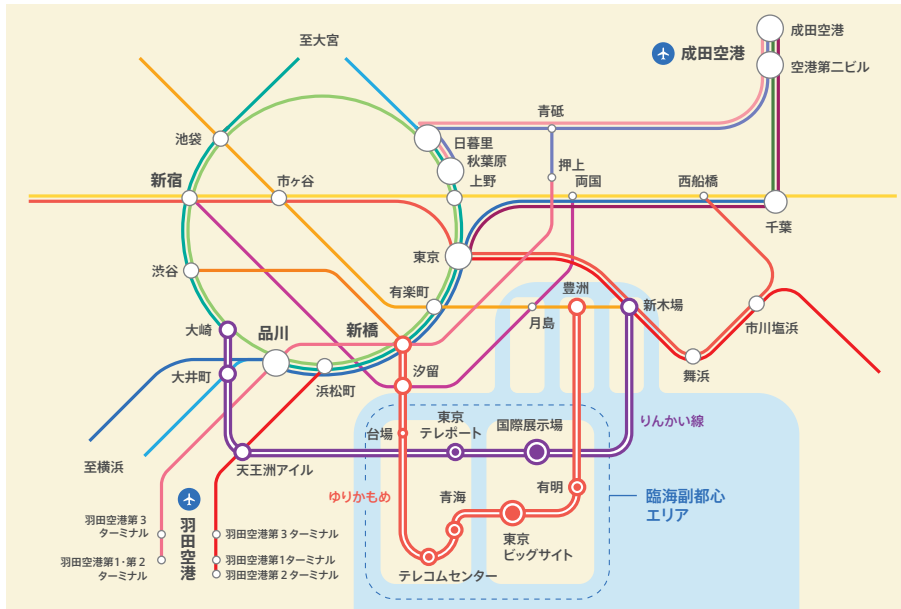 至大宮
成田空港
成田空港
空港第二ビル
池袋
日暮里
秋葉原
上野
青砥
押上
新宿
市ヶ谷
両国
西船橋
千葉
東京
渋谷
有楽町
豊洲
月島
新木場
市川塩浜
大崎
品川
新橋
舞浜
大井町
浜松町
汐留
台場
東京
テレポート
国際展示場
りんかい線
至横浜
天王洲アイル
ゆりかもめ
青海
有明
臨海副都心
エリア
羽田空港第3
ターミナル
羽田空港
羽田空港第3ターミナル
羽田空港第1・第2
ターミナル
羽田空港第1ターミナル
羽田空港第2ターミナル
東京
ビッグサイト
テレコムセンター